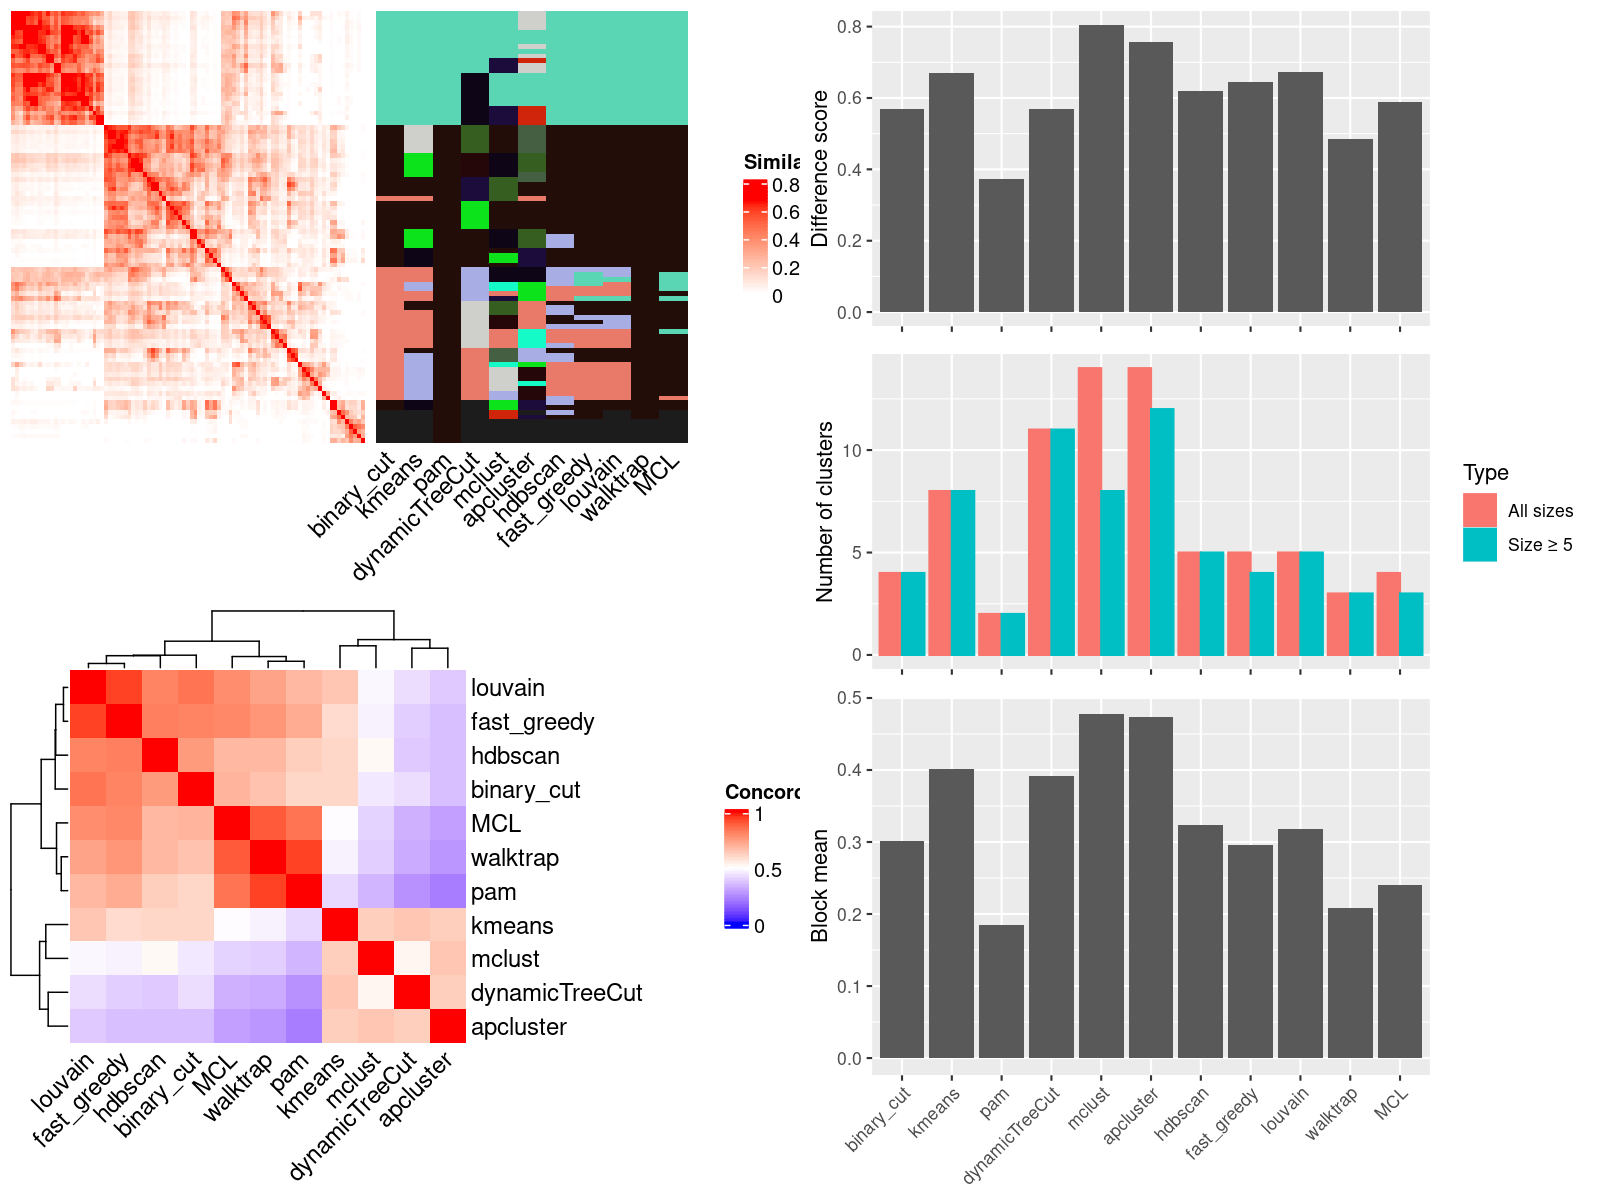 Simila
0.8
0.6
0.4
0.2
0
binary_cut
kmeans
pam
dynamicTreeCut
mclust
apcluster
hdbscan
fast_greedy
louvain
walktrap
MCL
louvain
fast_greedy
hdbscan
binary_cut
MCL
walktrap
pam
kmeans
mclust
dynamicTreeCut
apcluster
louvain
fast_greedy
hdbscan
binary_cut
MCL
walktrap
pam
kmeans
mclust
dynamicTreeCut
apcluster
Concor
1
0.5
0
Difference score
0.8
0.6
0.4
0.2
0.0
Number of clusters
10
5
0
Type
All sizes
Size ≥ 5
Block mean
0.5
0.4
0.3
0.2
0.1
0.0
binary_cut
kmeans
pam
dynamicTreeCut
mclust
apcluster
hdbscan
fast_greedy
louvain
walktrap
MCL